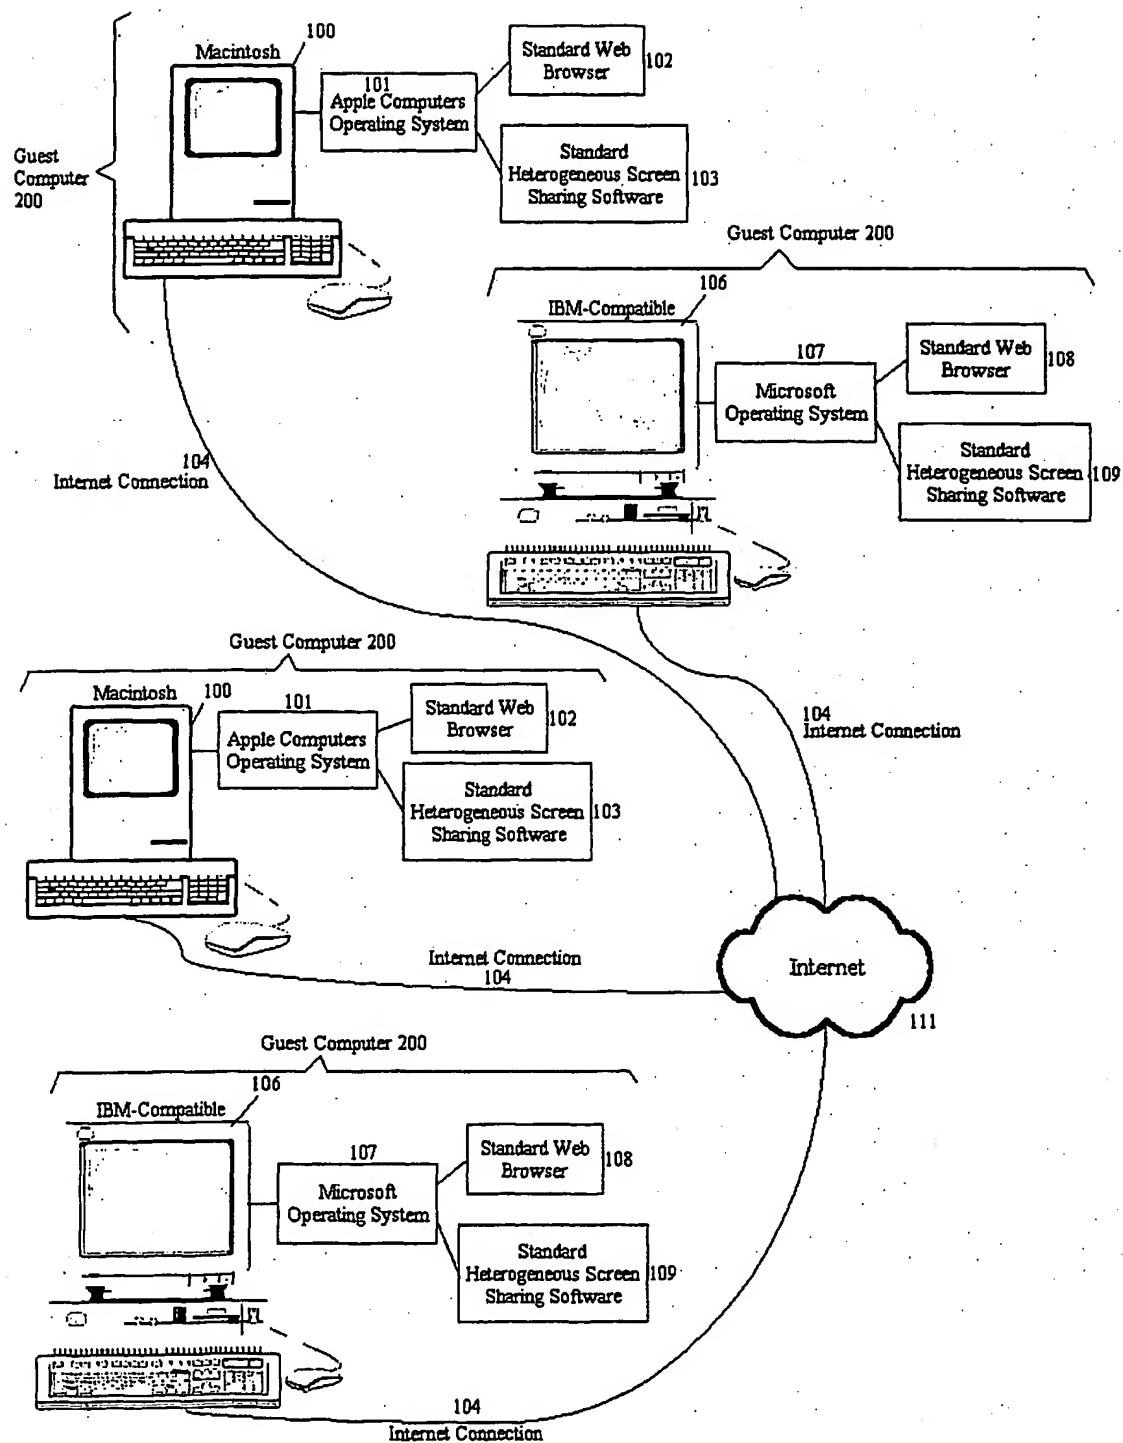 Macintosh
100
101
Apple Computers
Operating System
Standard Web
Browser
102
Standard
Heterogeneous Screen
Sharing Software
103
Guest
Computer
200
Guest Computer 200
106
IBM-Compatible
107
Microsoft
Operating System
Standard Web
Browser
108
Standard
Heterogeneous Screen
Sharing Software
109
104
Internet Connection
Guest Computer 200
Macintosh
100
101
Apple Computers
Operating System
Standard Web
Browser
102
Standard
Heterogeneous Screen
Sharing Software
103
104
Internet Connection
Internet Connection
104
Internet
111
Guest Computer 200
106
IBM-Compatible
107
Microsoft
Operating System
Standard Web
Browser
108
Standard
Heterogeneous Screen
Sharing Software
109
104
Internet Connection